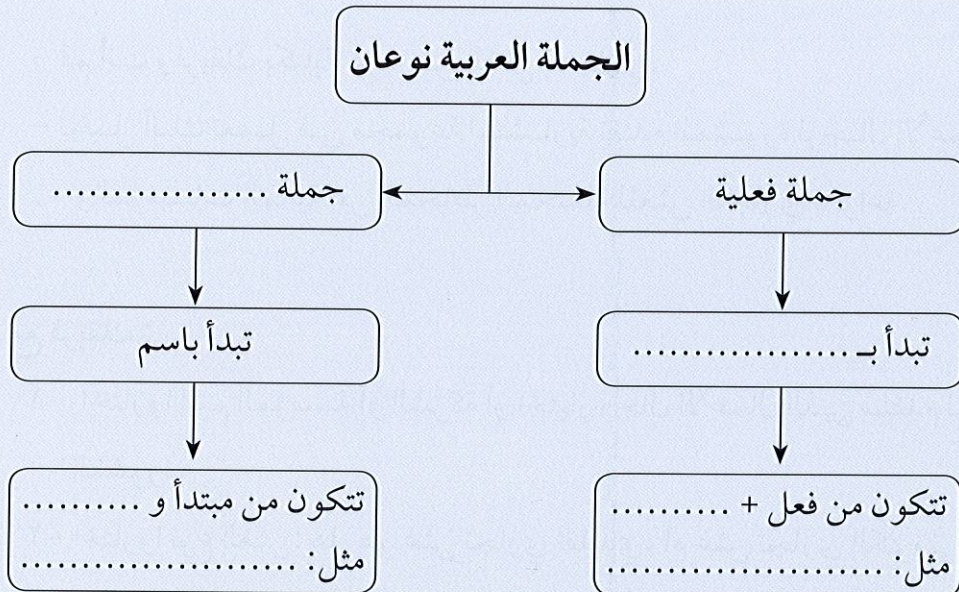 الجملة العربية نوعان
جملة فعلية
جملة ..................
تبدأ بـ ..................
تبدأ باسم
تتكون من فعل + ..........
مثل: .......................
تتكون من مبتدأ و ..........
مثل: .......................